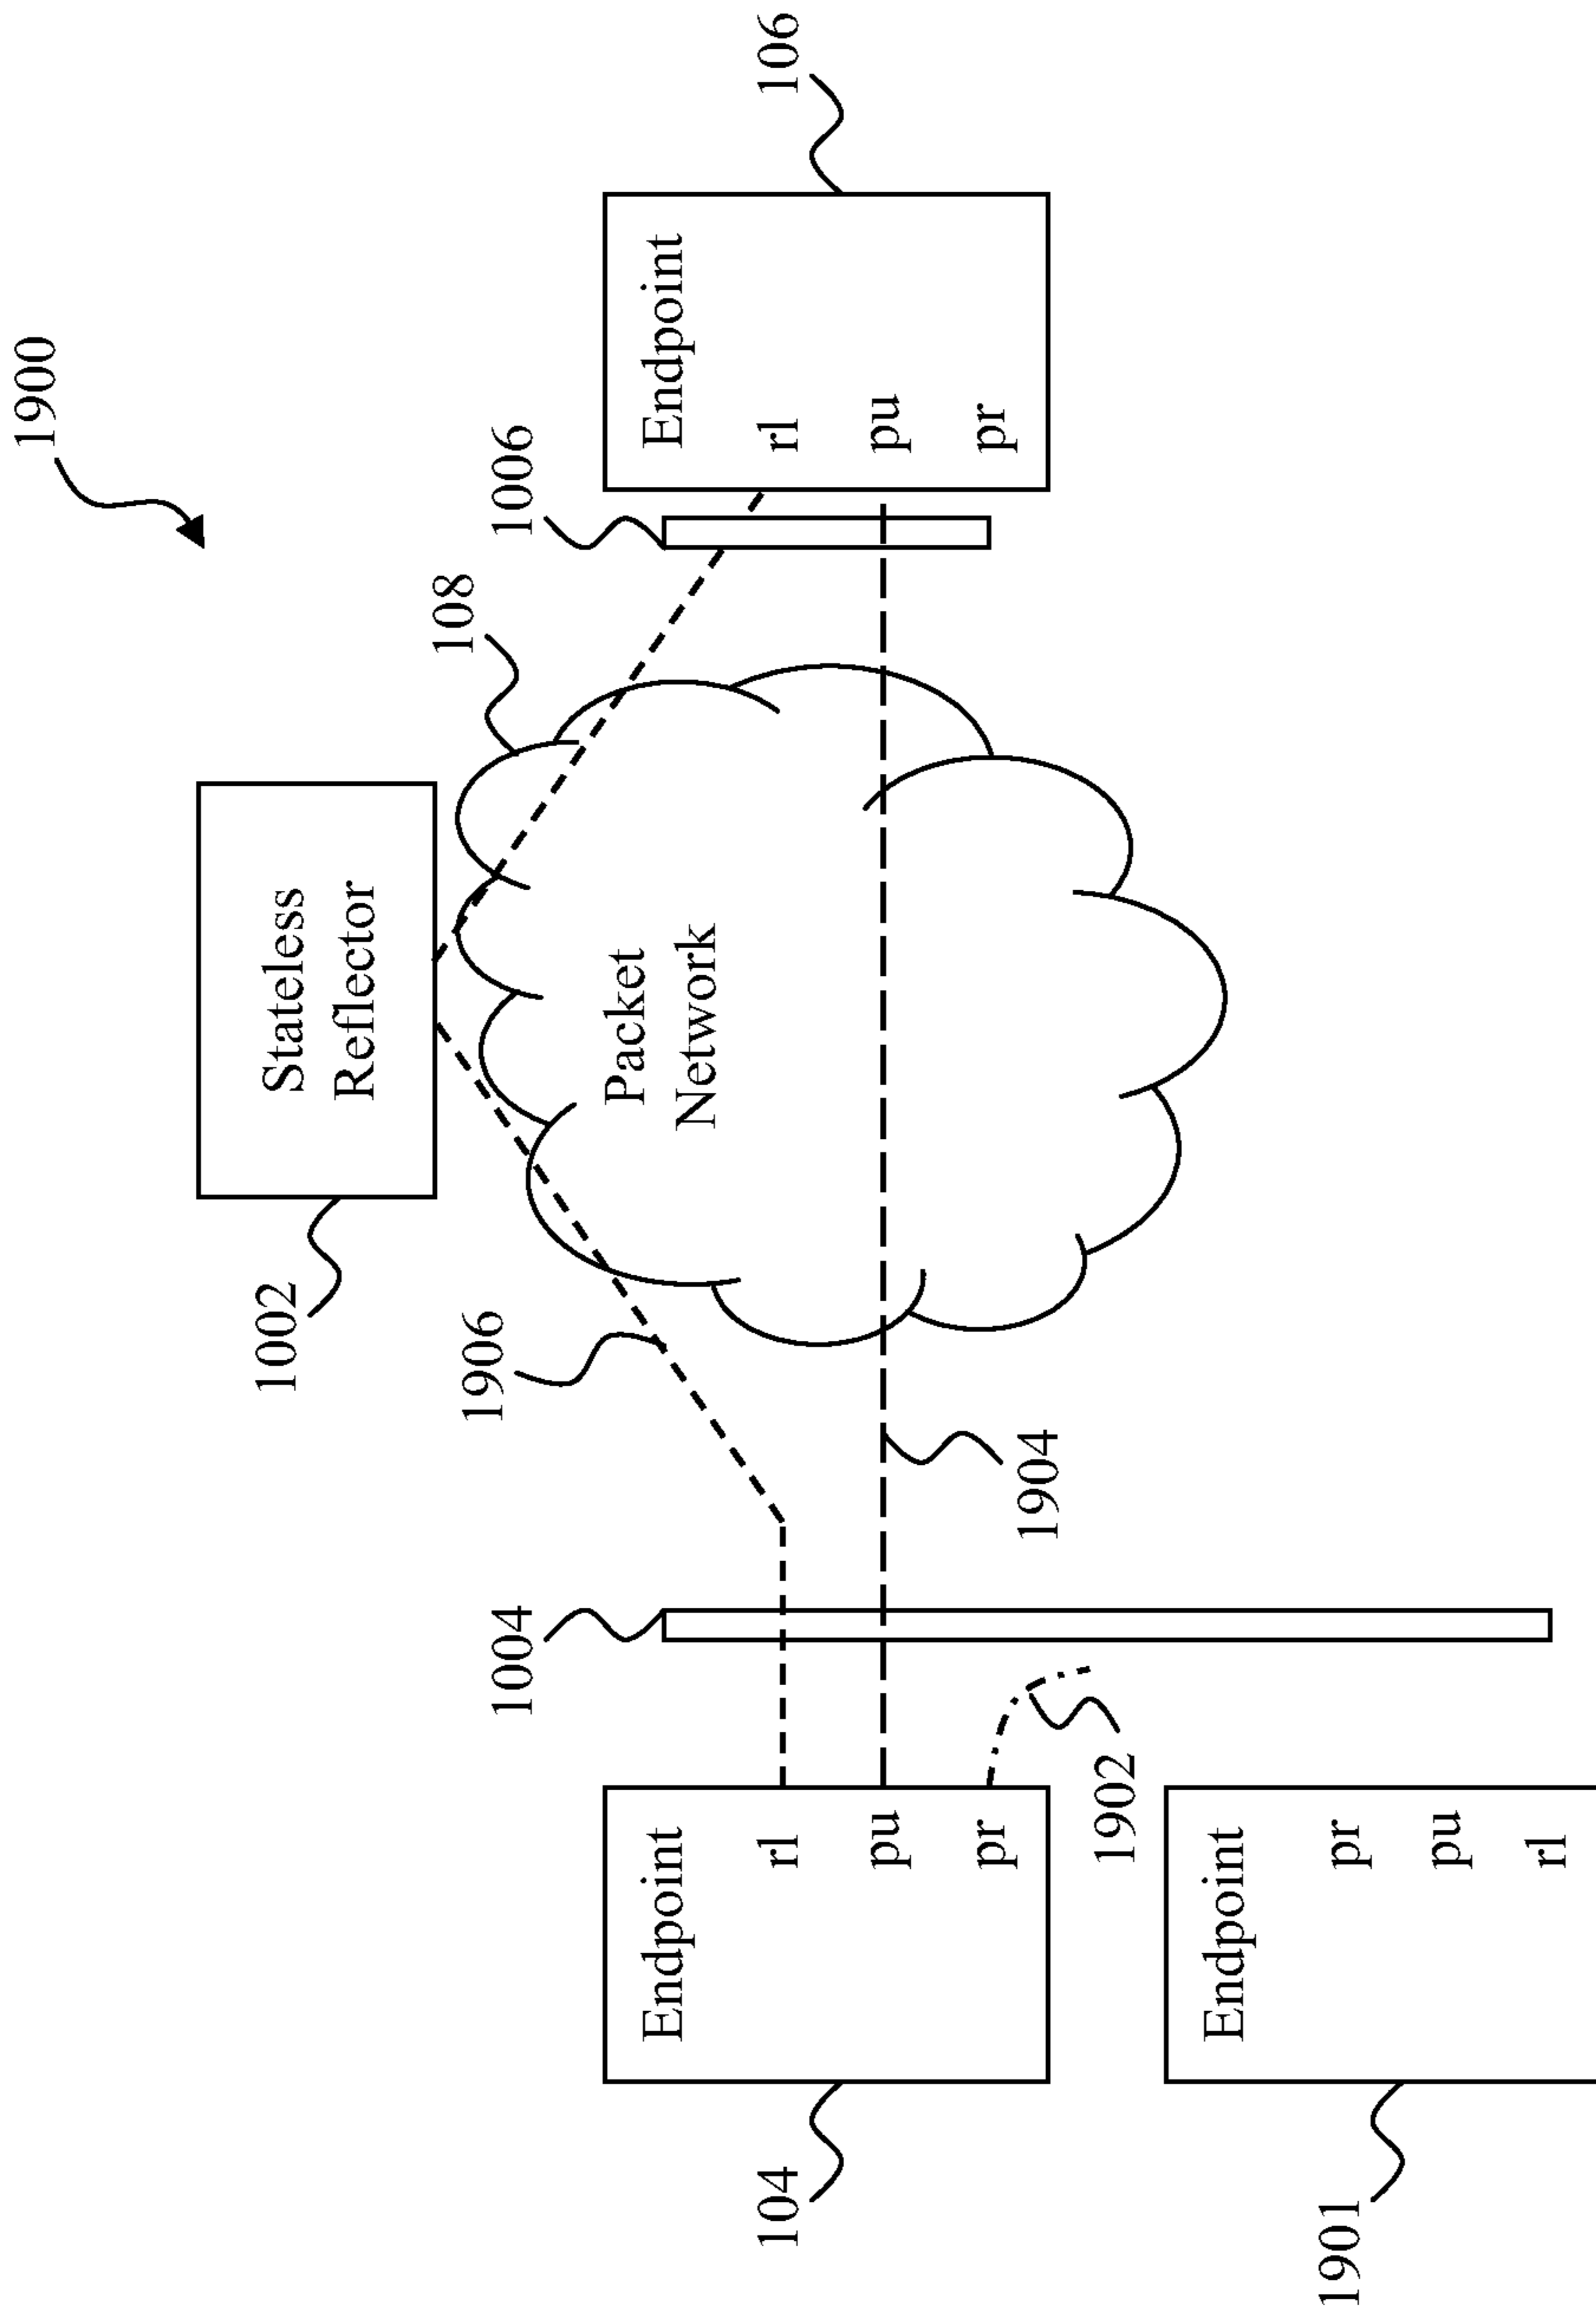 1900
1002
Stateless
Reflector
108
1906
1004
1006
Packet
Network
104
Endpoint
rl
pu
pr
106
Endpoint
rl
pu
pr
1904
1902
1901
Endpoint
pr
pu
rl